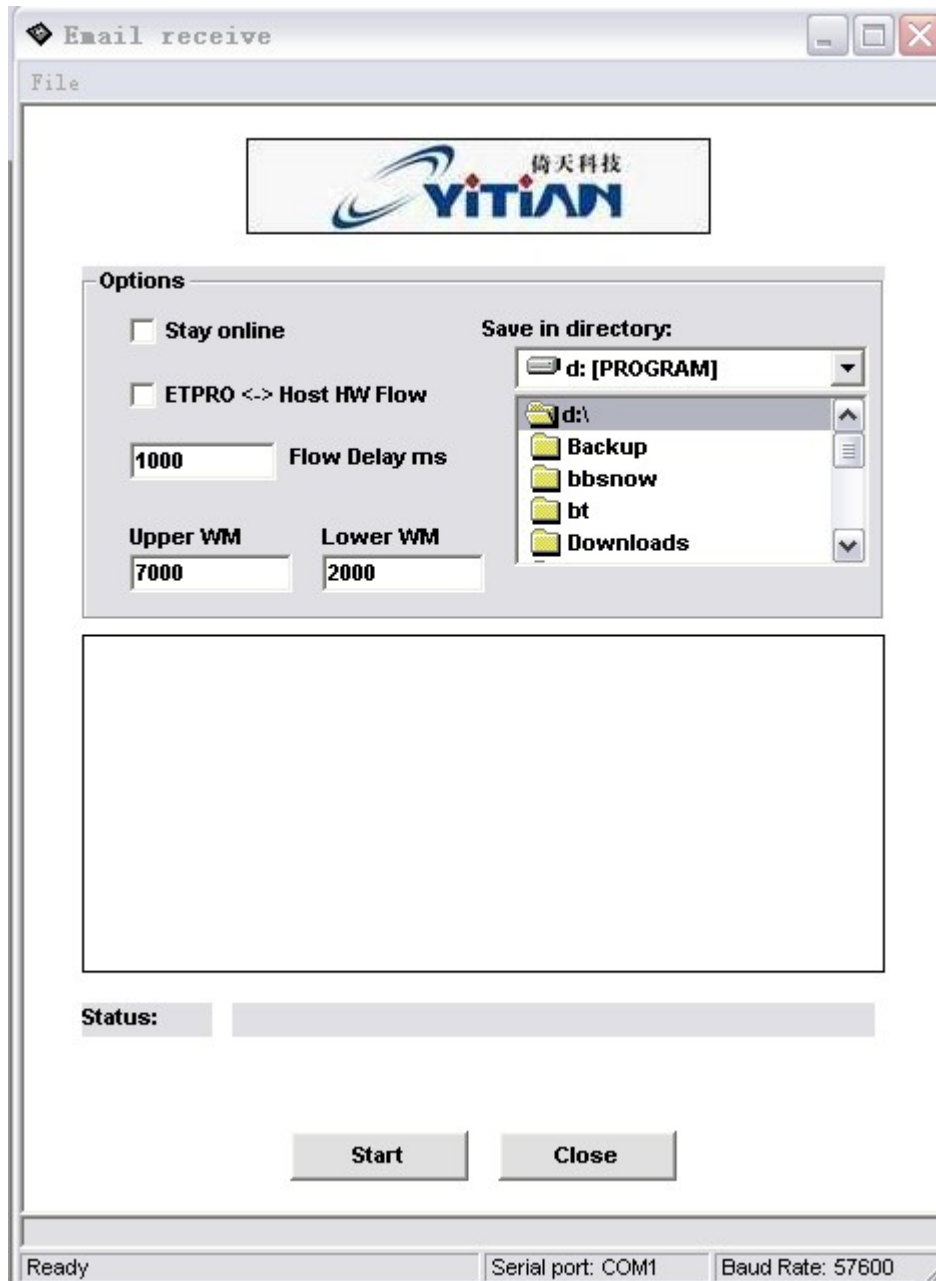 Email receive
File
倚天科技
YiTiAN
Options
Stay online
Save in directory:
d: [PROGRAM]
ETPRO <-> Host HW Flow
d:\
Backup
1000
Flow Delay ms
bbsnow
bt
Upper WM
Lower WM
Downloads
7000
2000
Status:
Start
Close
Ready
Serial port: COM1
Baud Rate: 57600